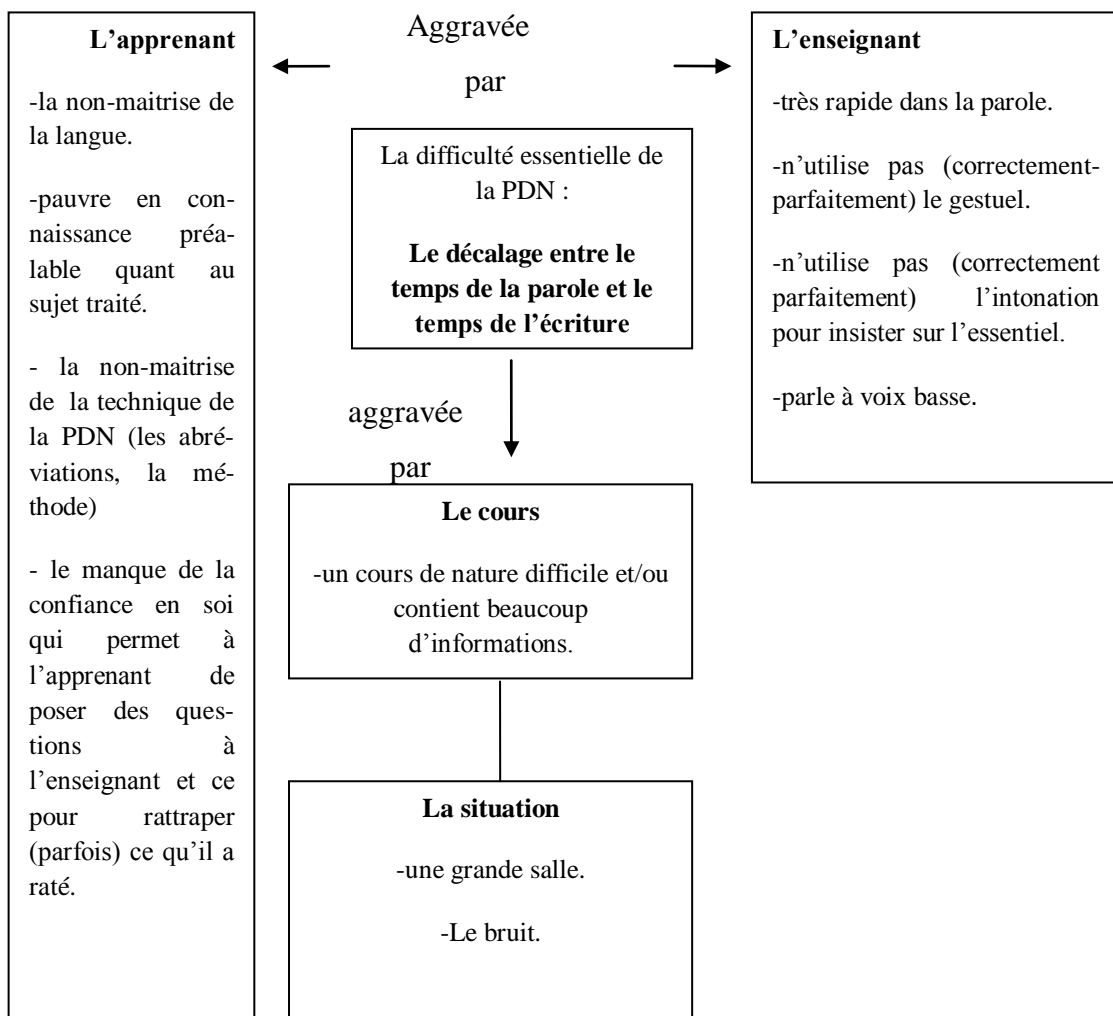 L’apprenant
-la non-maitrise de
la langue.
-pauvre en con-
naissance préa-
lable quant au
sujet traité.
- la non-maitrise
de la technique de
la PDN (les abré-
viations, la mé-
thode)
- le manque de la
confiance en soi
qui permet à
l’apprenant de
poser des ques-
tions à
l’enseignant et ce
pour rattraper
(parfois) ce qu’il a
raté.
Aggravée
par
La difficulté essentielle de
la PDN :
Le décalage entre le
temps de la parole et le
temps de l’écriture
aggravée
par
Le cours
-un cours de nature difficile et/ou
contient beaucoup
d’informations.
La situation
-une grande salle.
-Le bruit.
L’enseignant
-très rapide dans la parole.
-n’utilise pas (correctement-
parfaitement) le gestuel.
-n’utilise pas (correctement
parfaitement) l’intonation
pour insister sur l’essentiel.
-parle à voix basse.